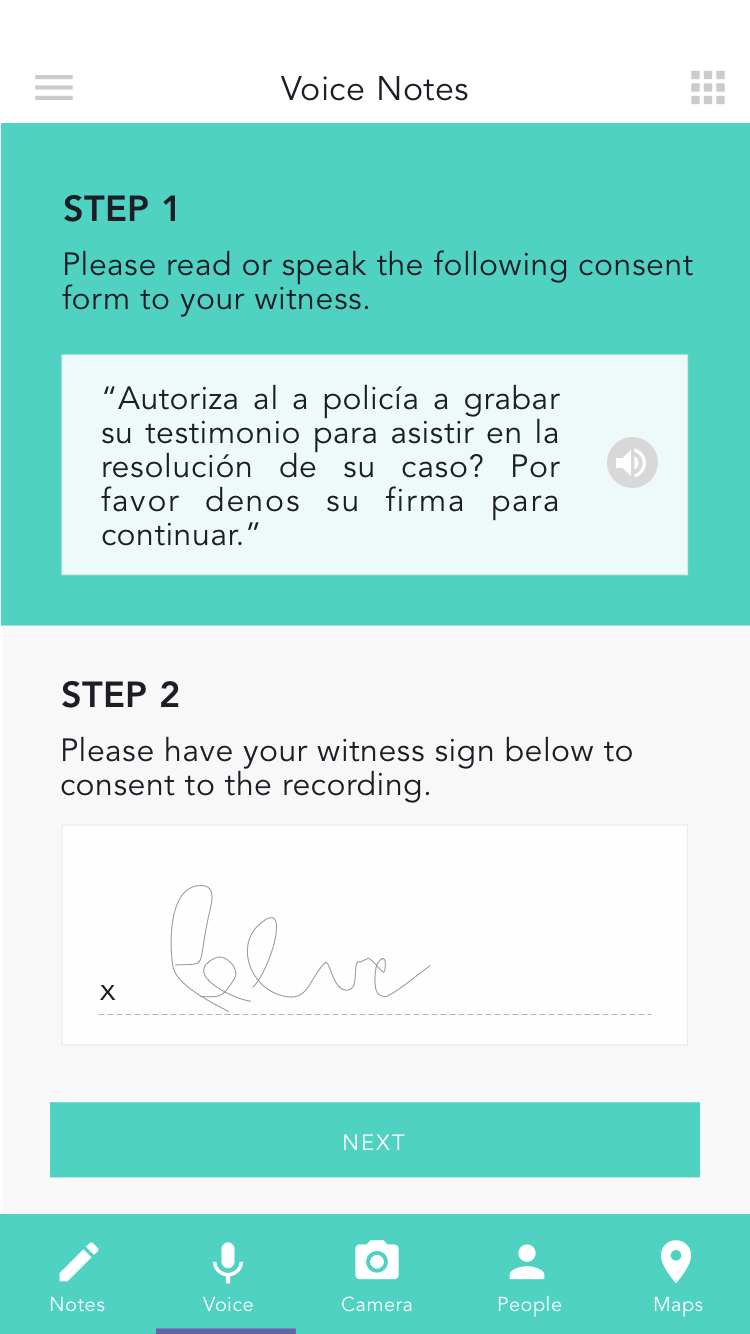 Voice Notes
STEP 1
Please read or speak the following consent
form to your witness.
“Autoriza al a policía a grabar
su testimonio para asistir en la
resolución de su caso? Por
favor denos su firma para
continuar.”
STEP 2
Please have your witness sign below to
consent to the recording.
x
NEXT
Notes
Voice
Camera
People
Maps